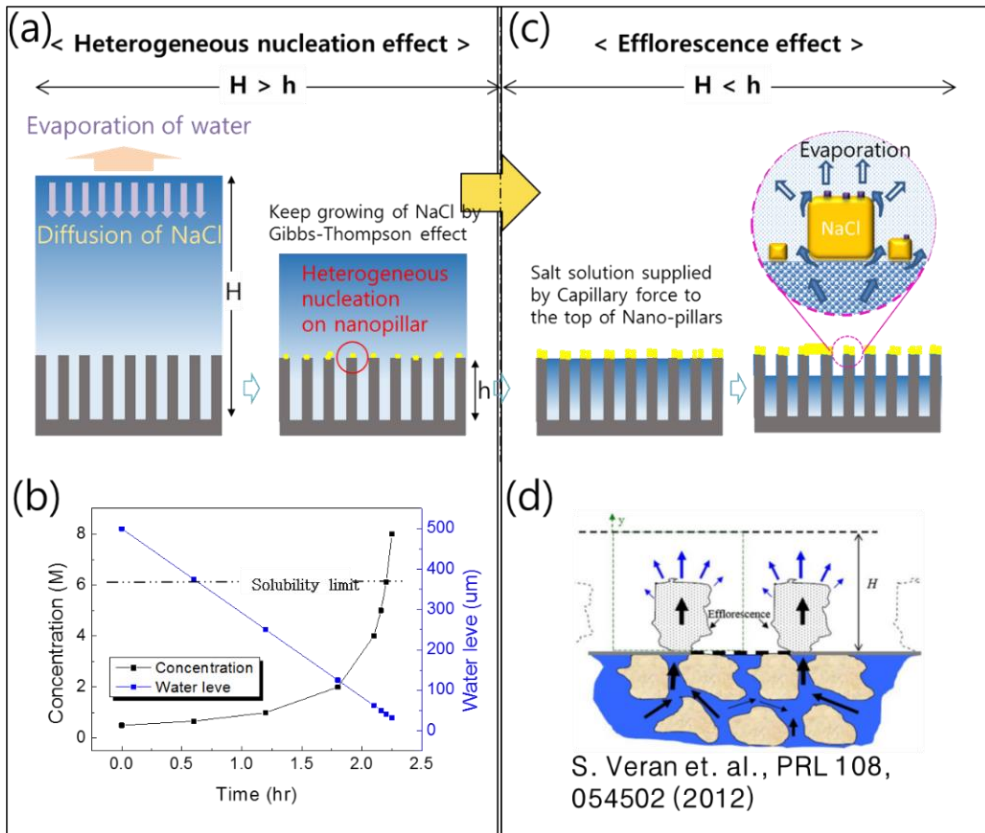 (a)
< Heterogeneous nucleation effect >
H > h
Evaporation of water
Diffusion of NaCl
H
Keep growing of NaCl by
Gibbs-Thompson effect
Heterogeneous
nucleation
on nanopillar
h
(c)
< Efflorescence effect >
H < h
Evaporation
NaCl
Salt solution supplied
by Capillary force to
the top of Nano-pillars
(b)
Concentration (M)
8
6
4
2
0
Solubility limit
Concentration
Water leve
500
400
300
200
100
0
Water level (um)
0.0 0.5 1.0 1.5 2.0 2.5
Time (hr)
(d)
y
H
Efflorescence
S. Veran et. al., PRL 108,
054502 (2012)